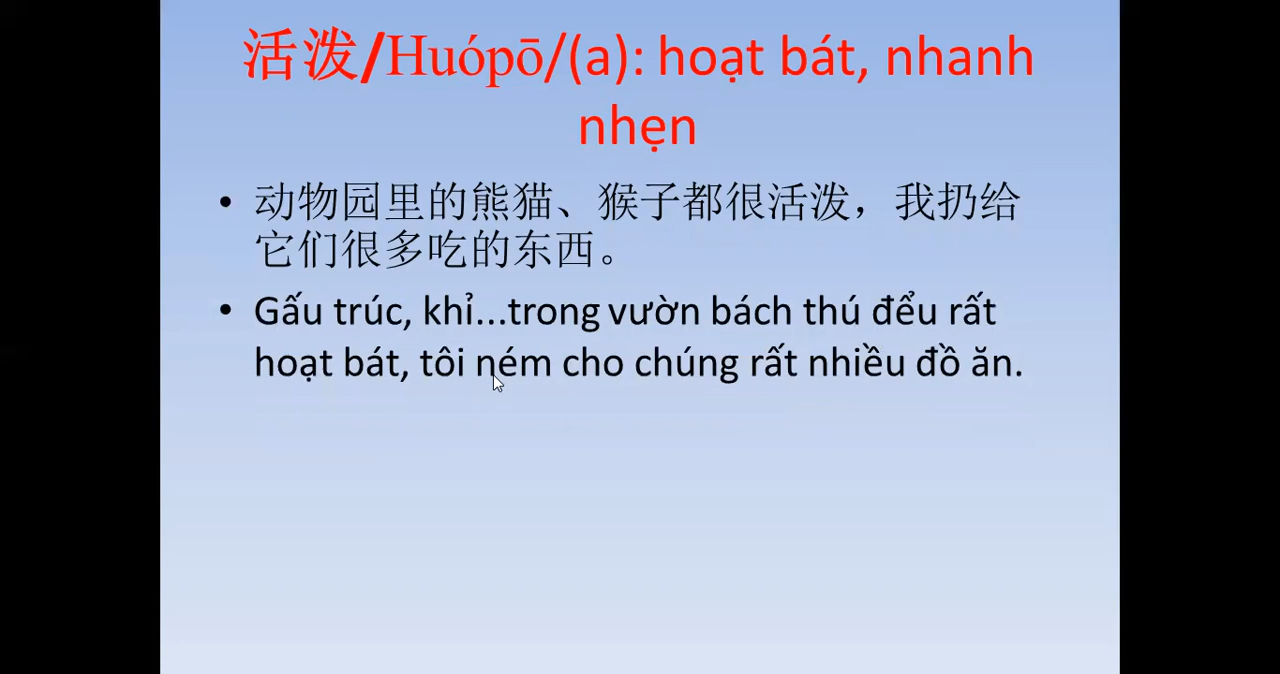 活泼/Huópō/(a): hoạt bát, nhanh
nhẹn
• 动物园里的熊猫、猴子都很活泼，我扔给
它们很多吃的东西。
• Gấu trúc, khỉ...trong vườn bách thú đểu rất
hoạt bát, tôi ném cho chúng rất nhiều đồ ăn.